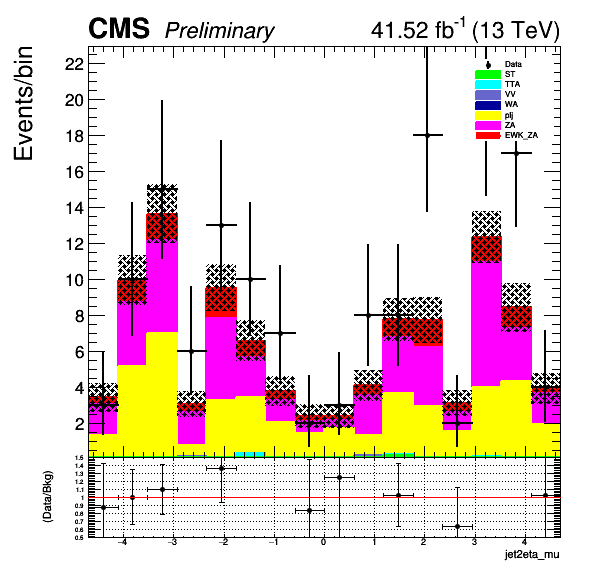 CMS Preliminary 41.52 fb-1 (13 TeV)
Events/bin
22
20
18
16
14
12
10
8
6
4
2
Data
ST
TTA
VV
WA
plj
ZA
EWK_ZA
(Data/Bkg)
1.5
1.4
1.3
1.2
1.1
1
0.9
0.8
0.7
0.6
0.5
−4 −3 −2 −1 0 1 2 3 4
jet2eta_mu